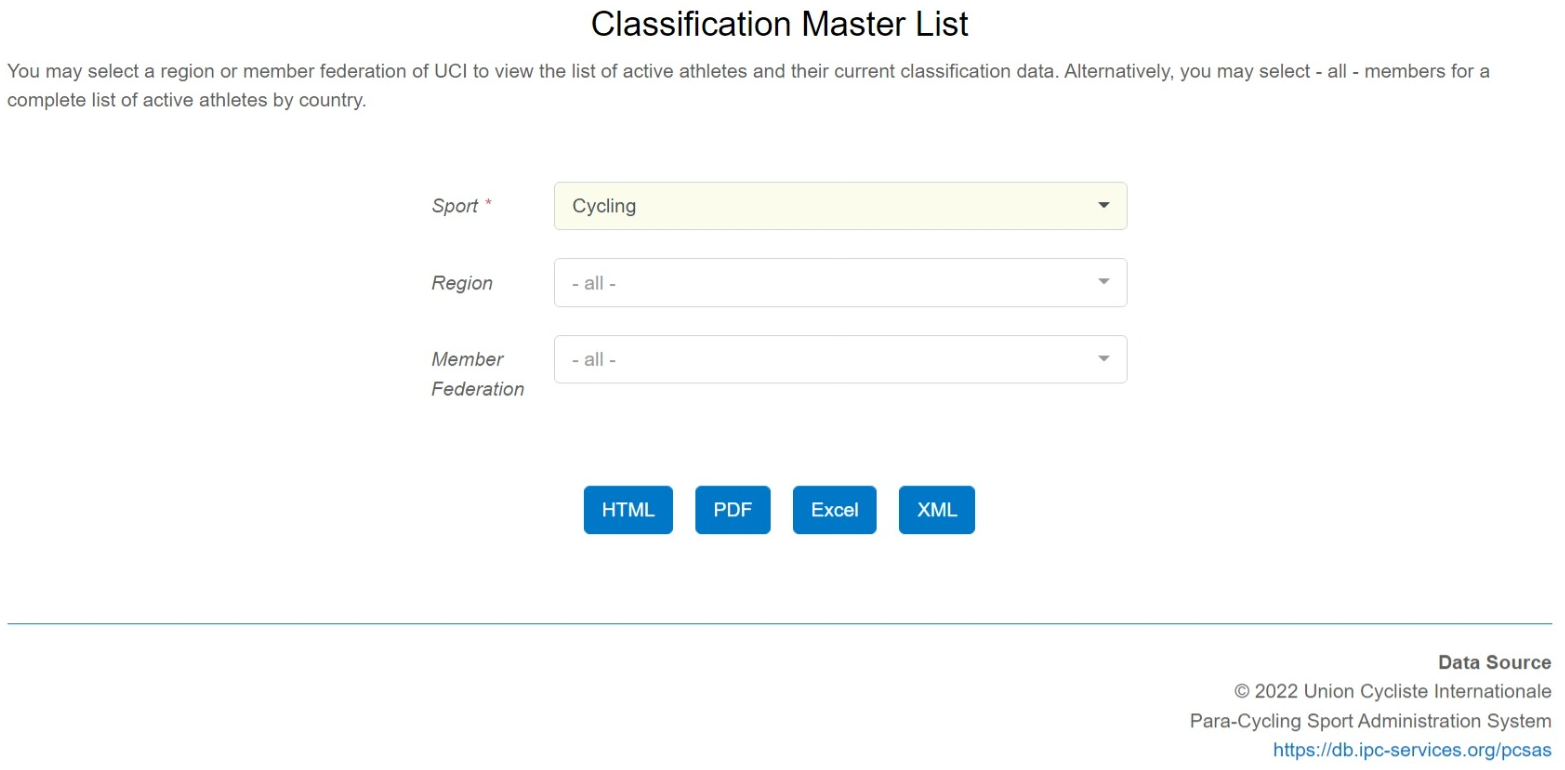 Classification Master List
You may select a region or member federation of UCI to view the list of active athletes and their current classification data. Alternatively, you may select - all - members for a
complete list of active athletes by country.
Sport * Cycling
Region - all -
Member - all -
Federation
HTML PDF Excel XML
Data Source
© 2022 Union Cycliste Internationale
Para-Cycling Sport Administration System
https://db.ipc-services.org/pcsas